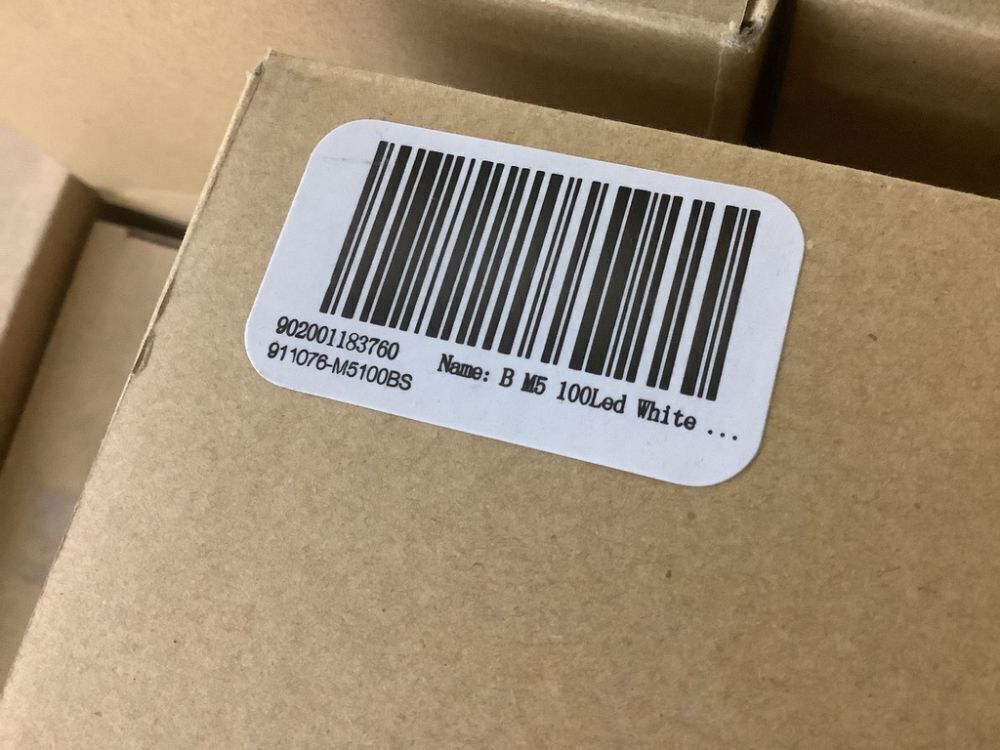 902001183760
911076-M5100BS
Name: B M5 100Led White ...